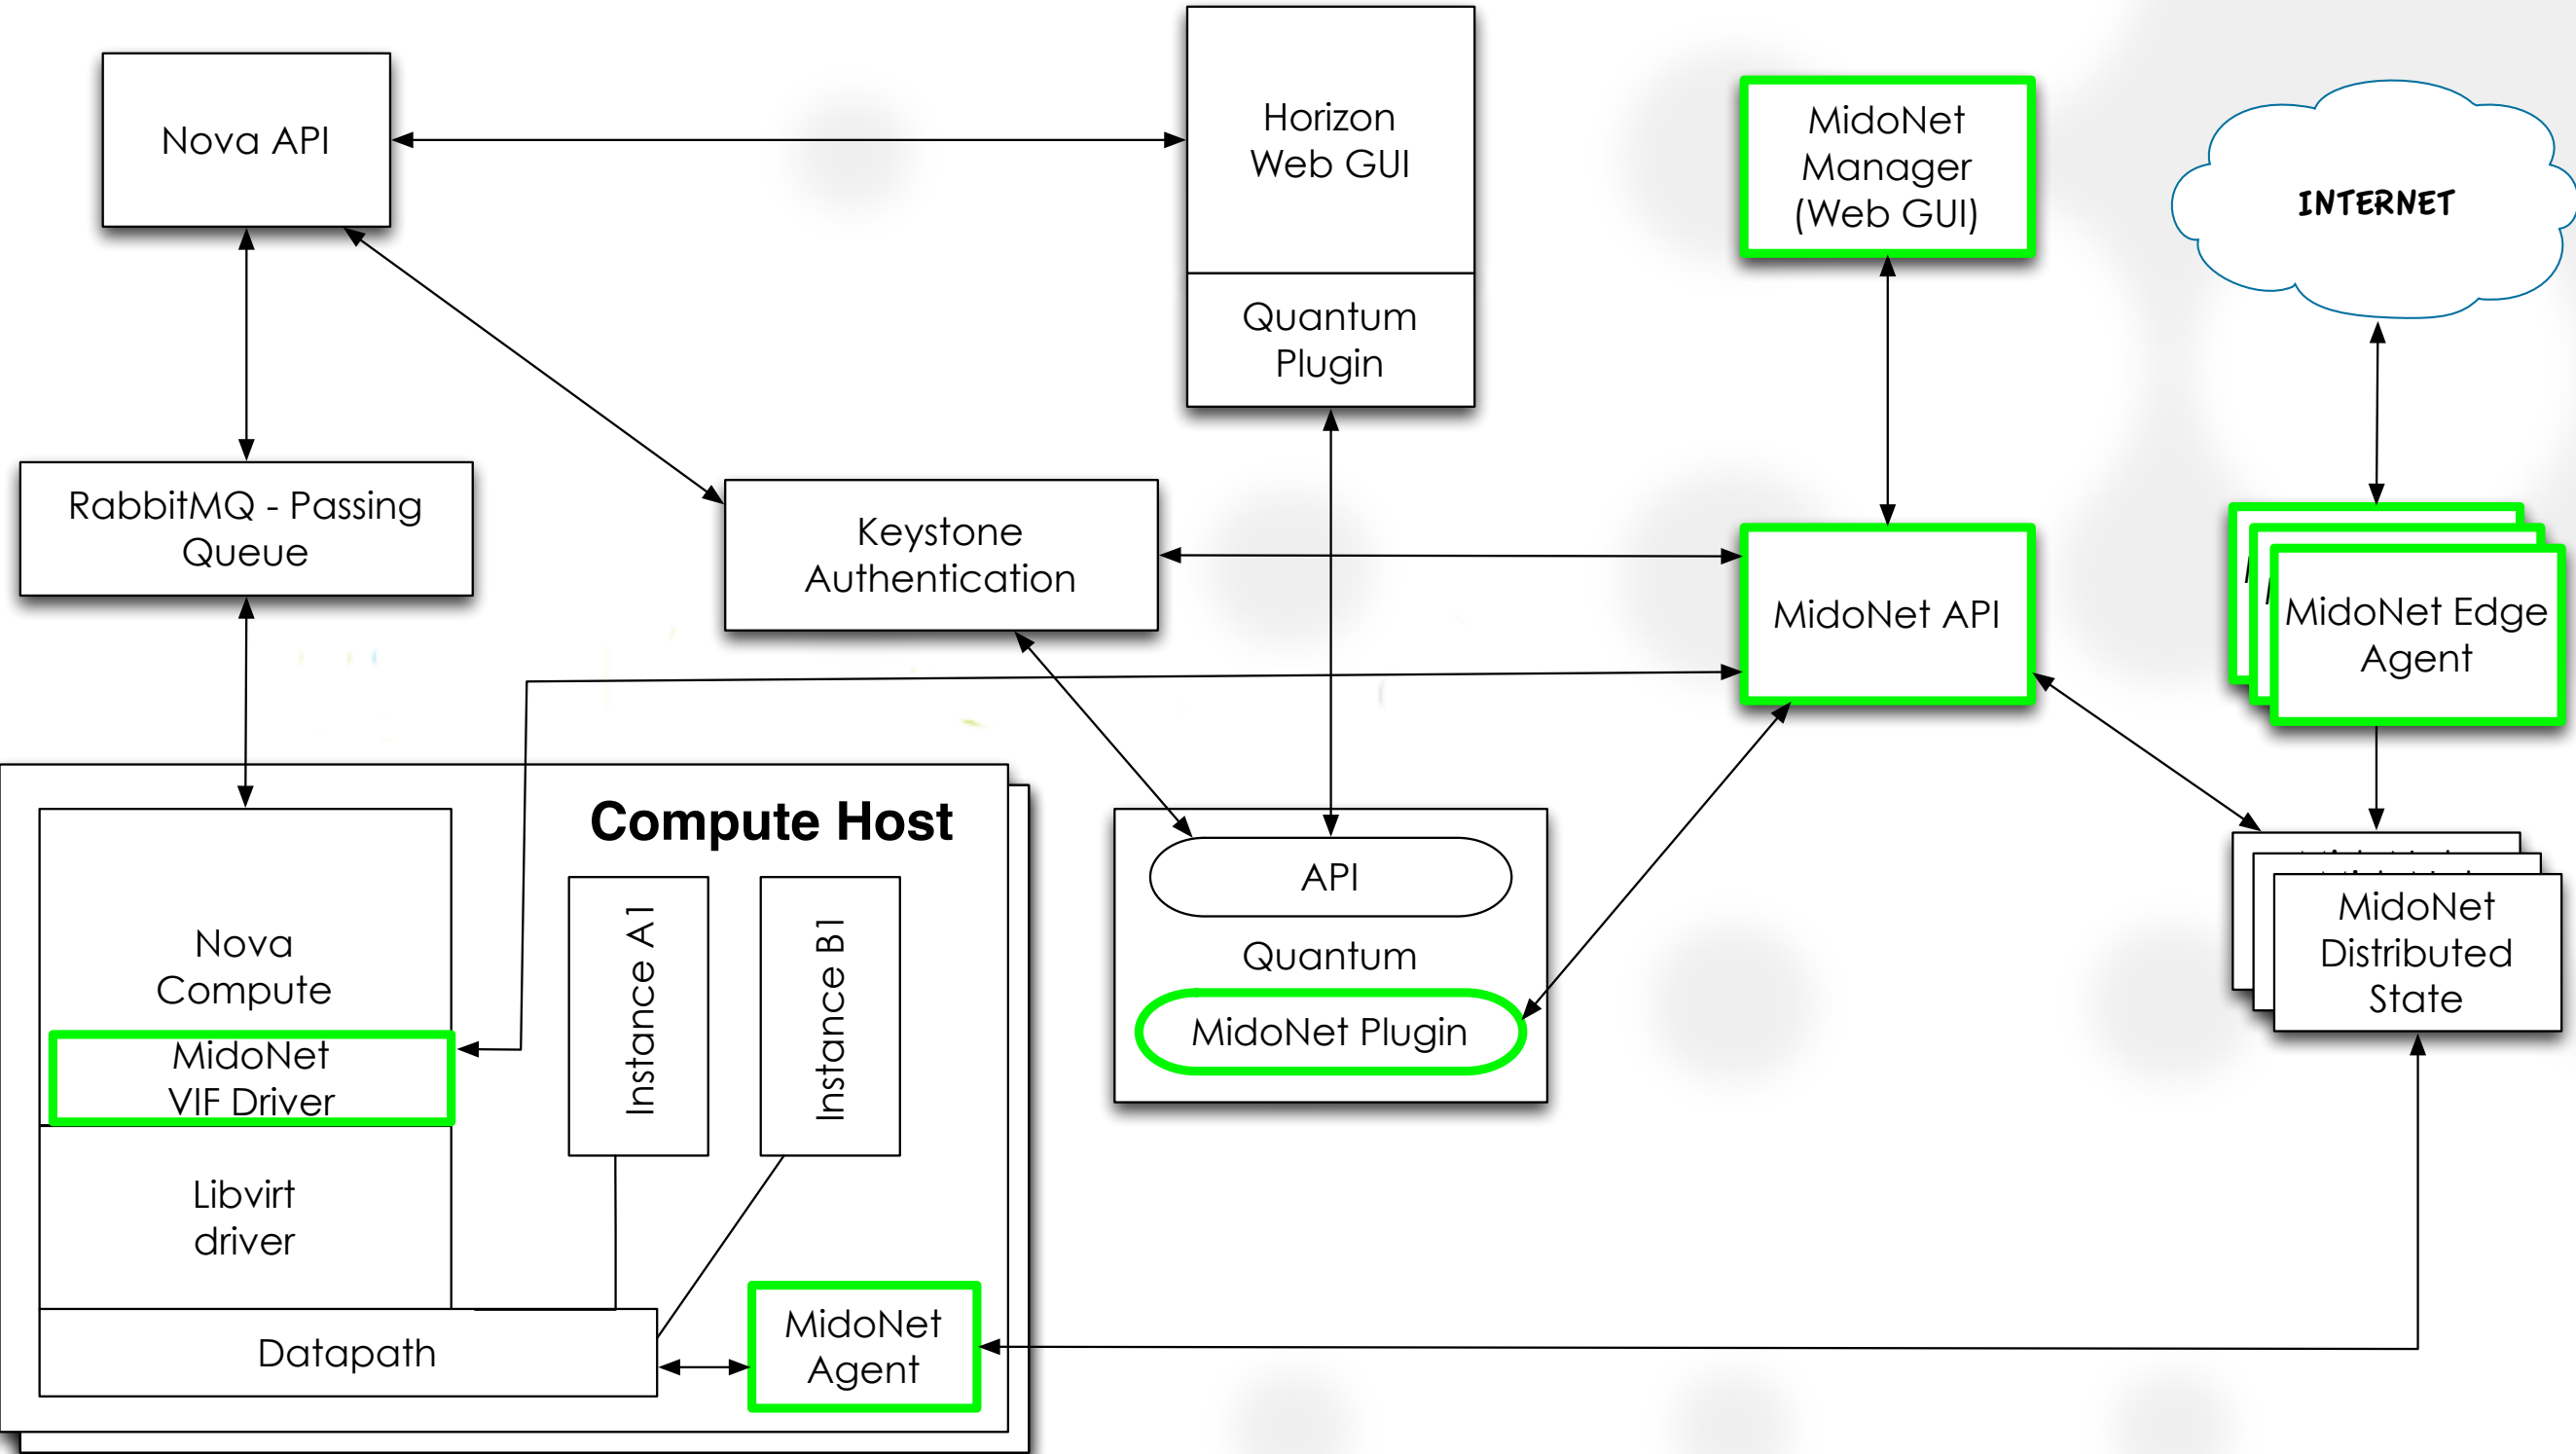 Nova API
Horizon
Web GUI
Quantum
Plugin
MidoNet
Manager
(Web GUI)
INTERNET
RabbitMQ - Passing
Queue
Keystone
Authentication
MidoNet API
MidoNet Edge
Agent
Compute Host
Nova
Compute
MidoNet
VIF Driver
Libvirt
driver
Datapath
Instance A1
Instance B1
MidoNet
Agent
API
Quantum
MidoNet Plugin
MidoNet
Distributed
State